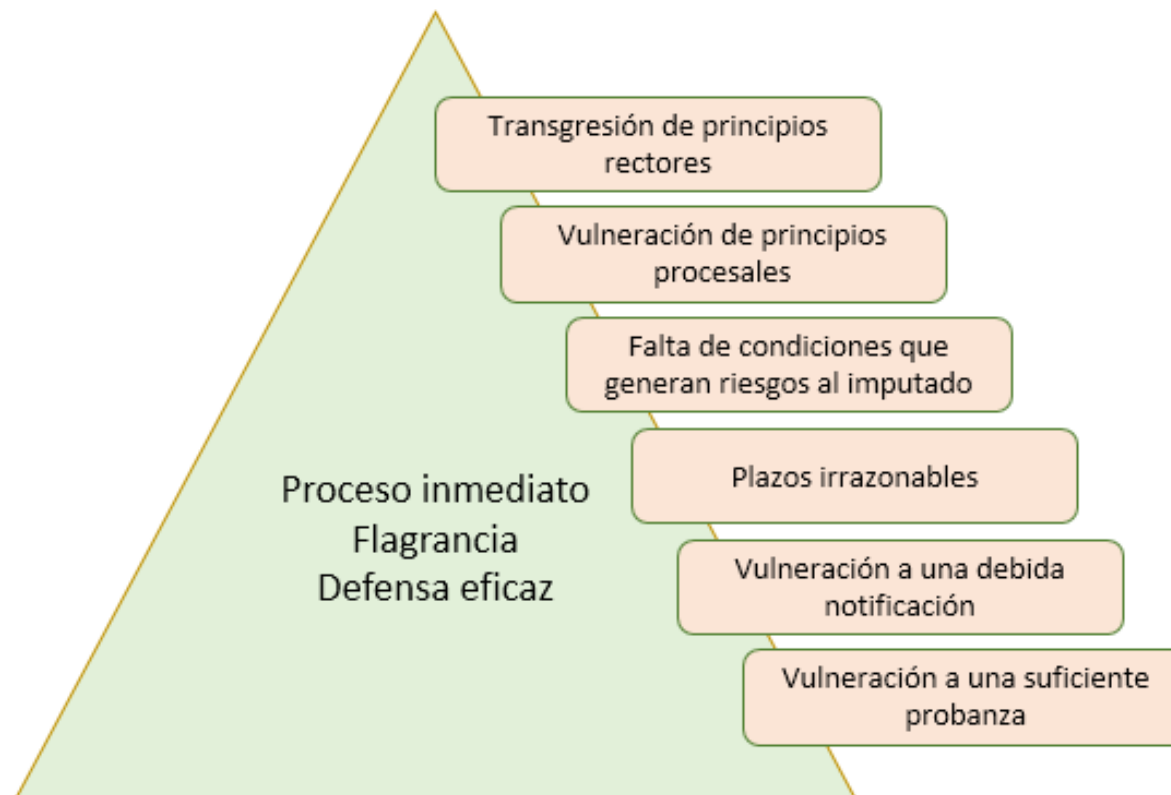 Transgresión de principios
rectores
Vulneración de principios
procesales
Falta de condiciones que
generan riesgos al imputado
Plazos irrazonables
Proceso inmediato
Flagrancia
Defensa eficaz
Vulneración a una debida
notificación
Vulneración a una suficiente
probanza